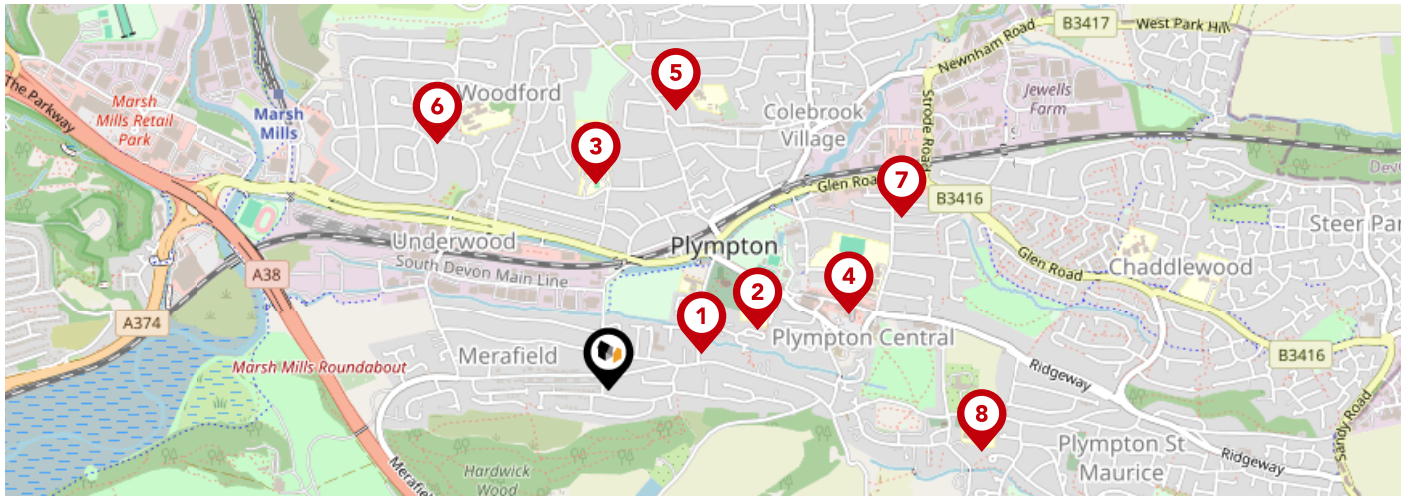 B3417
West Park Hill
Newnham Road
The Parkway
5
Woodford
6
Jewells
Farm
Marsh
Mills Retail
Park
Marsh
Mills
Colebrook
Village
Strode Road
3
7
Glen Roa
B3416
Steer Par
Underwood
Plympton
South Devon Main Line
Glen Road
Chaddlewood
A38
4
2
1
A374
Plympton Central
Merafield
Marsh Mills Roundabout
B3416
Ridgeway
8
Sandy Road
Plympton St
Maurice
Ridgeway
Hardwick
Wood